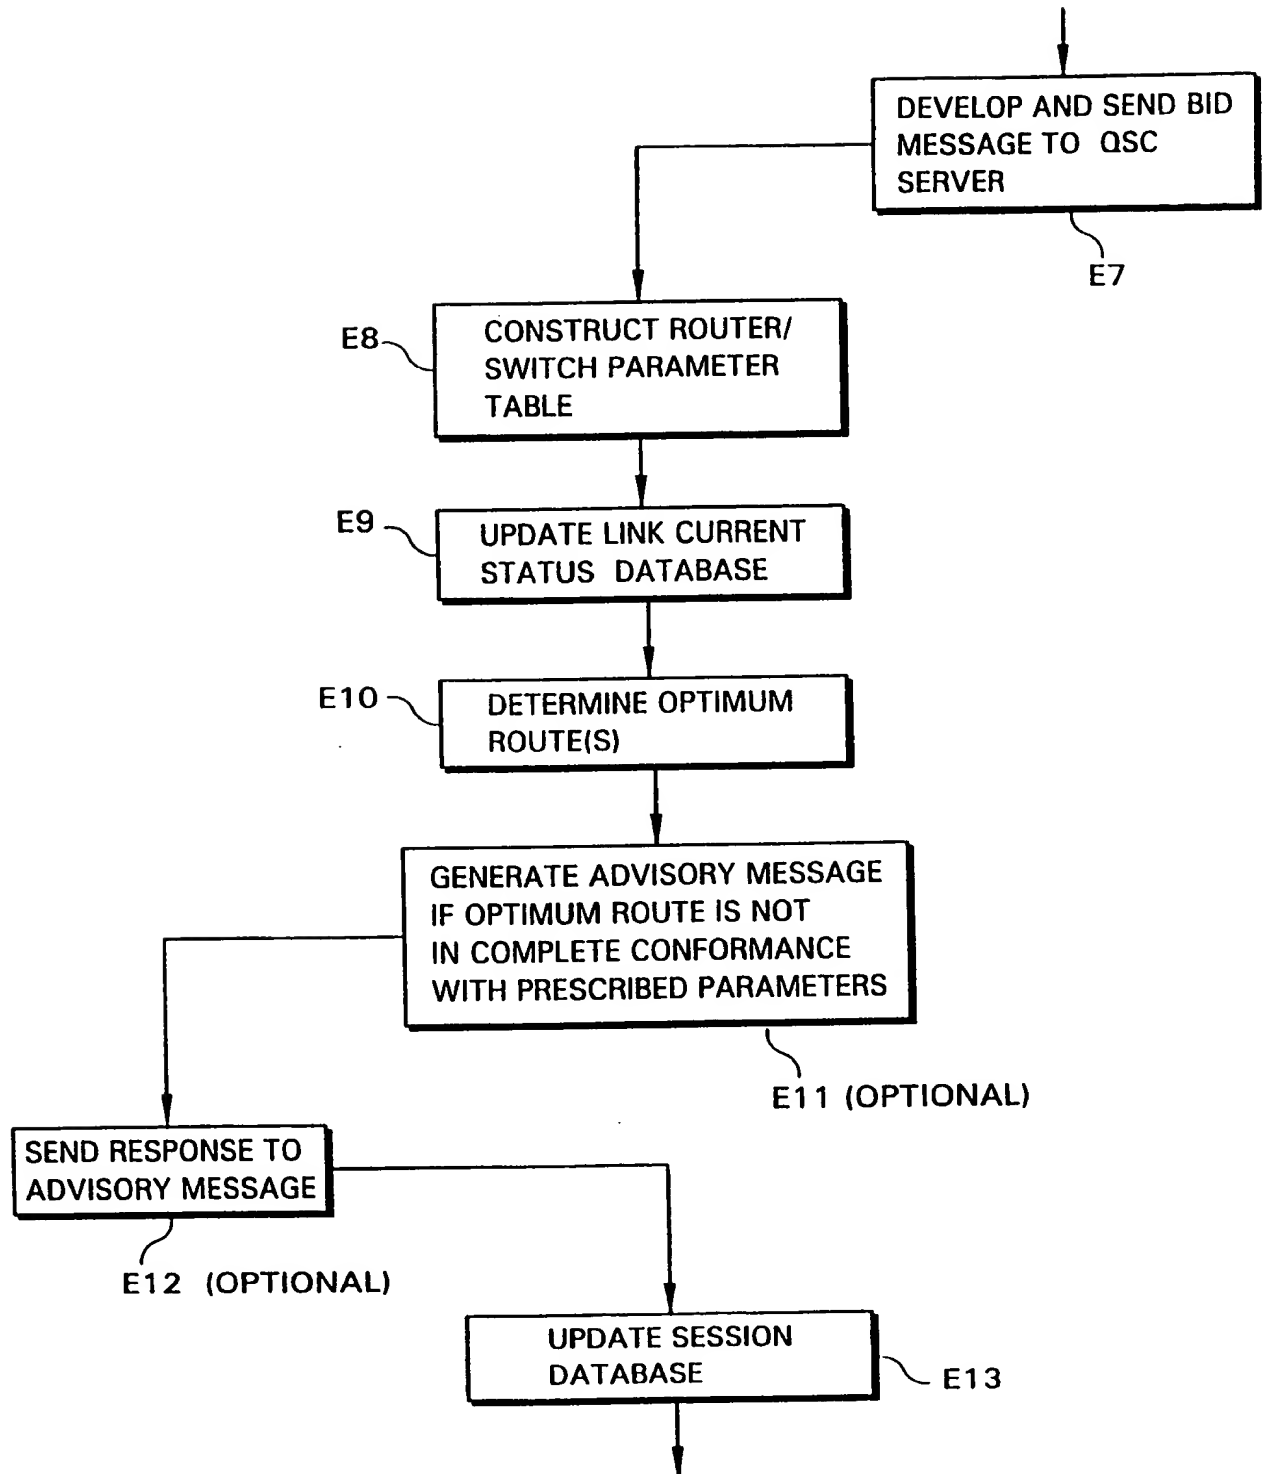 DEVELOP AND SEND BID
MESSAGE TO QSC
SERVER
E7
E8
CONSTRUCT ROUTER/
SWITCH PARAMETER
TABLE
E9
UPDATE LINK CURRENT
STATUS DATABASE
E10
DETERMINE OPTIMUM
ROUTE(S)
GENERATE ADVISORY MESSAGE
IF OPTIMUM ROUTE IS NOT
IN COMPLETE CONFORMANCE
WITH PRESCRIBED PARAMETERS
E11 (OPTIONAL)
SEND RESPONSE TO
ADVISORY MESSAGE
E12 (OPTIONAL)
UPDATE SESSION
DATABASE
E13